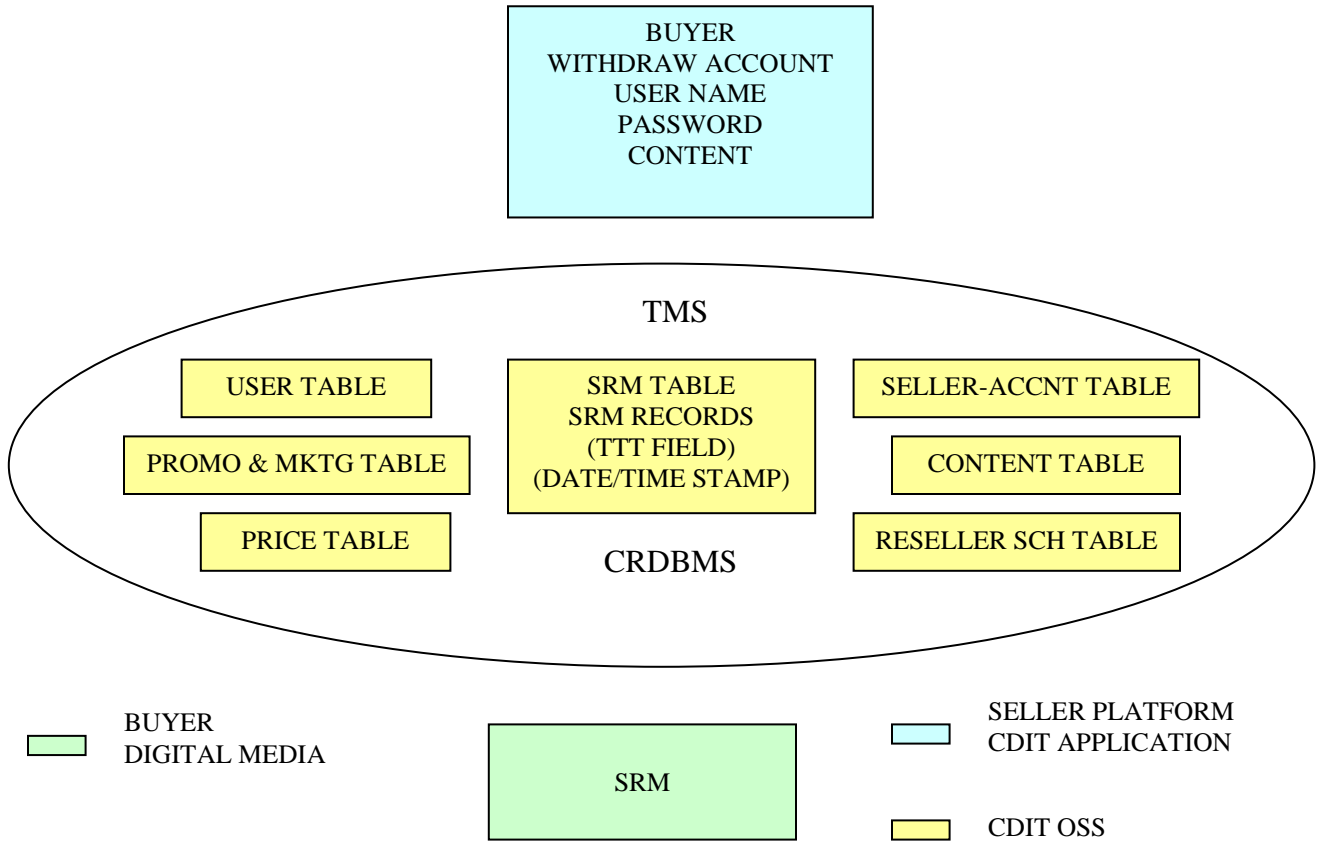 BUYER
WITHDRAW ACCOUNT
USER NAME
PASSWORD
CONTENT
TMS
USER TABLE
PROMO & MKTG TABLE
PRICE TABLE
SRM TABLE
SRM RECORDS
(TTT FIELD)
(DATE/TIME STAMP)
CRDBMS
SELLER-ACCNT TABLE
CONTENT TABLE
RESELLER SCH TABLE
BUYER
DIGITAL MEDIA
SRM
SELLER PLATFORM
CDIT APPLICATION
CDIT OSS